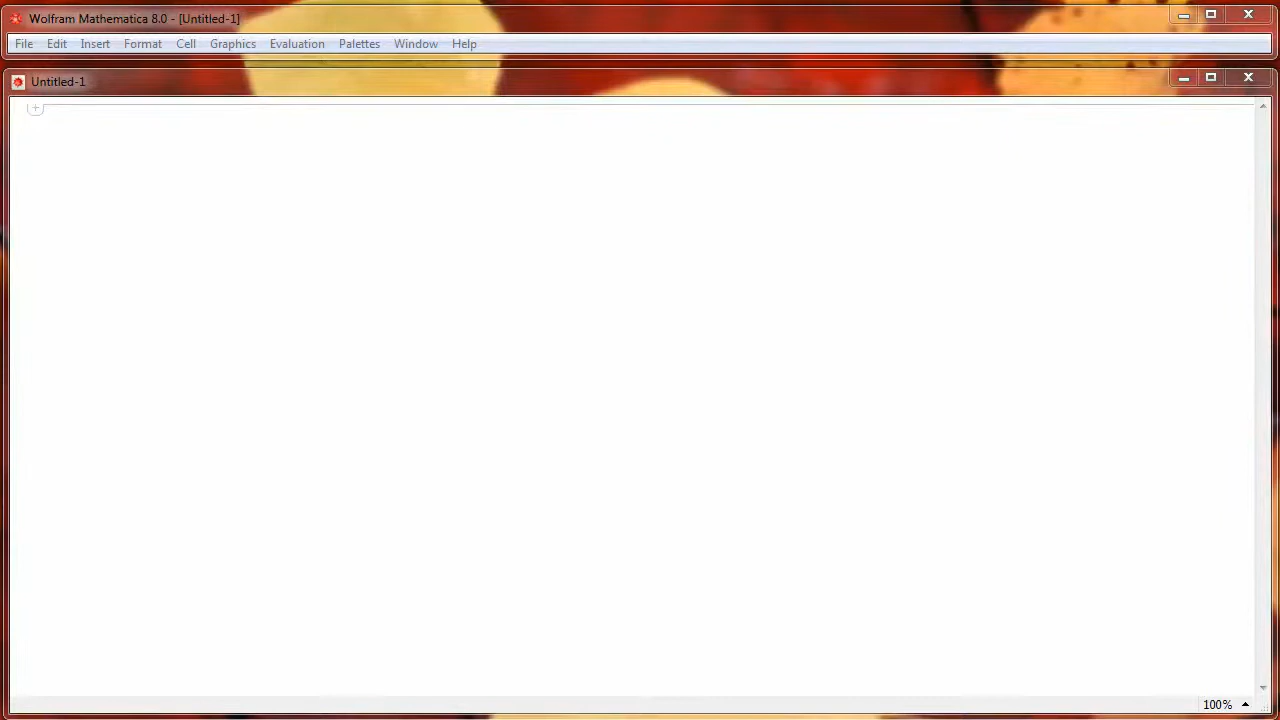 Wolfram Mathematica 8.0 - [Untitled-1]
File Edit Insert Format Cell Graphics Evaluation Palettes Window Help
Untitled-1
100%